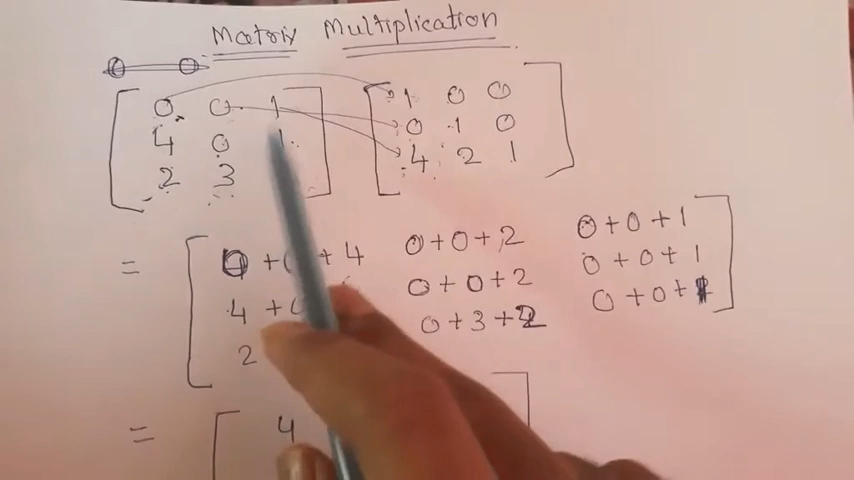 Matrix Multiplication
0 0 1 1 0 0
4 0 1 0 1 0
2 3 4 2 1
= 0 + + 4 0+0+2 0+0+1
4 + 0+0+2 0+0+1
2 0+3+2 0+0+1
= 4